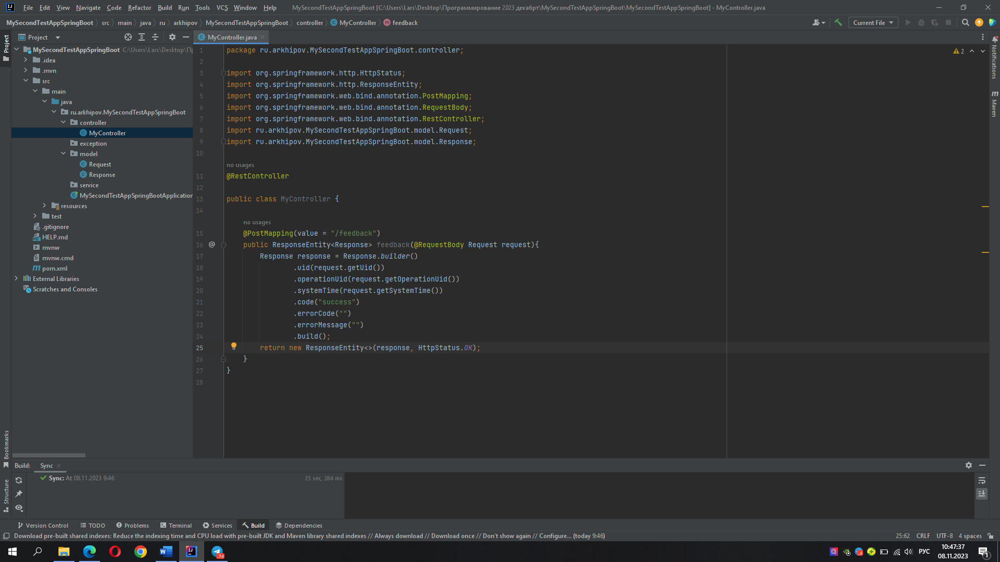 File Edit View Navigate Code Refactor Build Run Tools VCS Window Help MySecondTestAppSpringBoot [C:\Users\Lars\Desktop\Программирование 2023 декабрт\MySecondTestAppSpringBoot\MySecondTestAppSpringBoot] - MyController.java
MySecondTestAppSpringBoot src main java ru arkhipov MySecondTestAppSpringBoot controller MyController feedback
Current File
Project
MyController.java
Project
MySecondTestAppSpringBoot C:\Users\Lars\Desktop\П
.idea
.mvn
src
main
java
ru.arkhipov.MySecondTestAppSpringBoot
controller
MyController
exception
model
Request
Response
service
MySecondTestAppSpringBootApplication
resources
test
.gitignore
HELP.md
mvnw
mvnw.cmd
pom.xml
External Libraries
Scratches and Consoles
1 package ru.arkhipov.MySecondTestAppSpringBoot.controller;
2
3 import org.springframework.http.HttpStatus;
4 import org.springframework.http.ResponseEntity;
5 import org.springframework.web.bind.annotation.PostMapping;
6 import org.springframework.web.bind.annotation.RequestBody;
7 import org.springframework.web.bind.annotation.RestController;
8 import ru.arkhipov.MySecondTestAppSpringBoot.model.Request;
9 import ru.arkhipov.MySecondTestAppSpringBoot.model.Response;
10
no usages
11 @RestController
12
13 public class MyController {
14
no usages
15 @PostMapping(value = "/feedback")
16 @ public ResponseEntity<Response> feedback(@RequestBody Request request){
17 Response response = Response.builder()
18 .uid(request.getUid())
19 .operationUid(request.getOperationUid())
20 .systemTime(request.getSystemTime())
21 .code("success")
22 .errorCode("")
23 .errorMessage("")
24 .build();
25 return new ResponseEntity<>(response, HttpStatus.OK);
26 }
27 }
28
2
Notifications
Maven
Bookmarks
Structure
Build: Sync
Sync: At 08.11.2023 9:46 25 sec, 284 ms
Version Control TODO Problems Terminal Services Build Dependencies
Download pre-built shared indexes: Reduce the indexing time and CPU load with pre-built JDK and Maven library shared indexes // Always download // Download once // Don't show again // Configure... (today 9:46) 25:62 CRLF UTF-8 4 spaces
РУС
10:47:37
08.11.2023
74
1